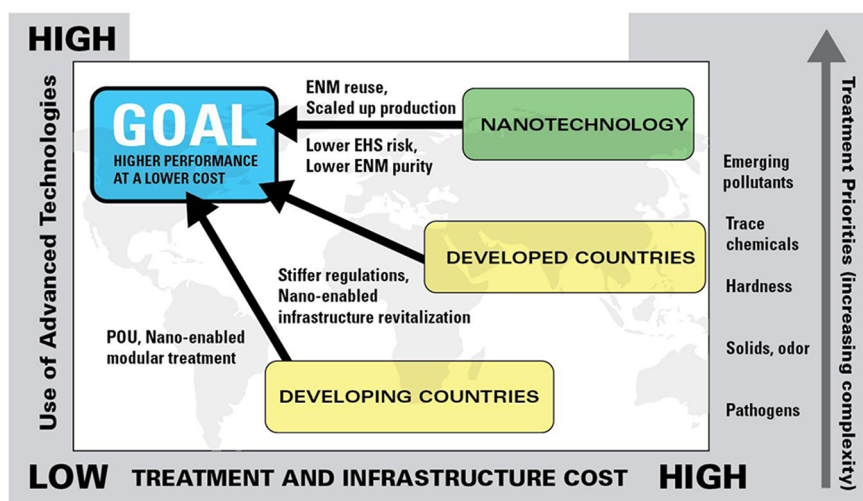 HIGH
Use of Advanced Technologies
GOAL
HIGHER PERFORMANCE
AT A LOWER COST
ENM reuse,
Scaled up production
Lower EHS risk,
Lower ENM purity
NANOTECHNOLOGY
DEVELOPED COUNTRIES
Stiffer regulations,
Nano-enabled
infrastructure revitalization
POU, Nano-enabled
modular treatment
DEVELOPING COUNTRIES
Emerging
pollutants
Trace
chemicals
Hardness
Solids, odor
Pathogens
Treatment Priorities (increasing complexity)
LOW
TREATMENT AND INFRASTRUCTURE COST
HIGH